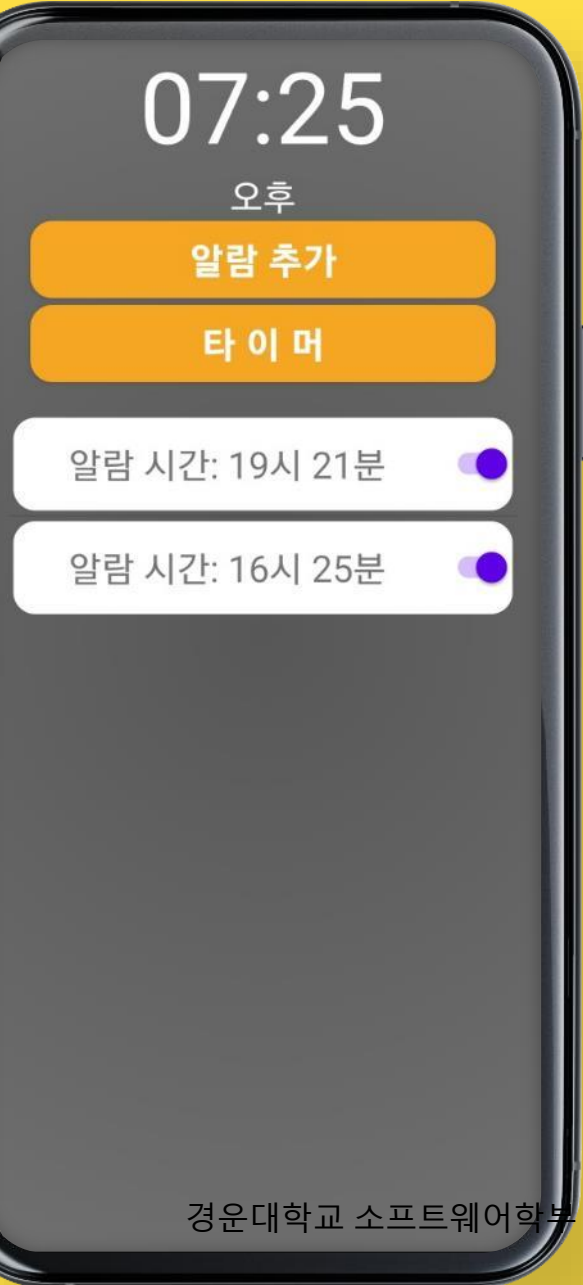 07:25
오후
알람 추가
타 이 머
알람 시간: 19시 21분
알람 시간: 16시 25분
경운대학교 소프트웨어학부